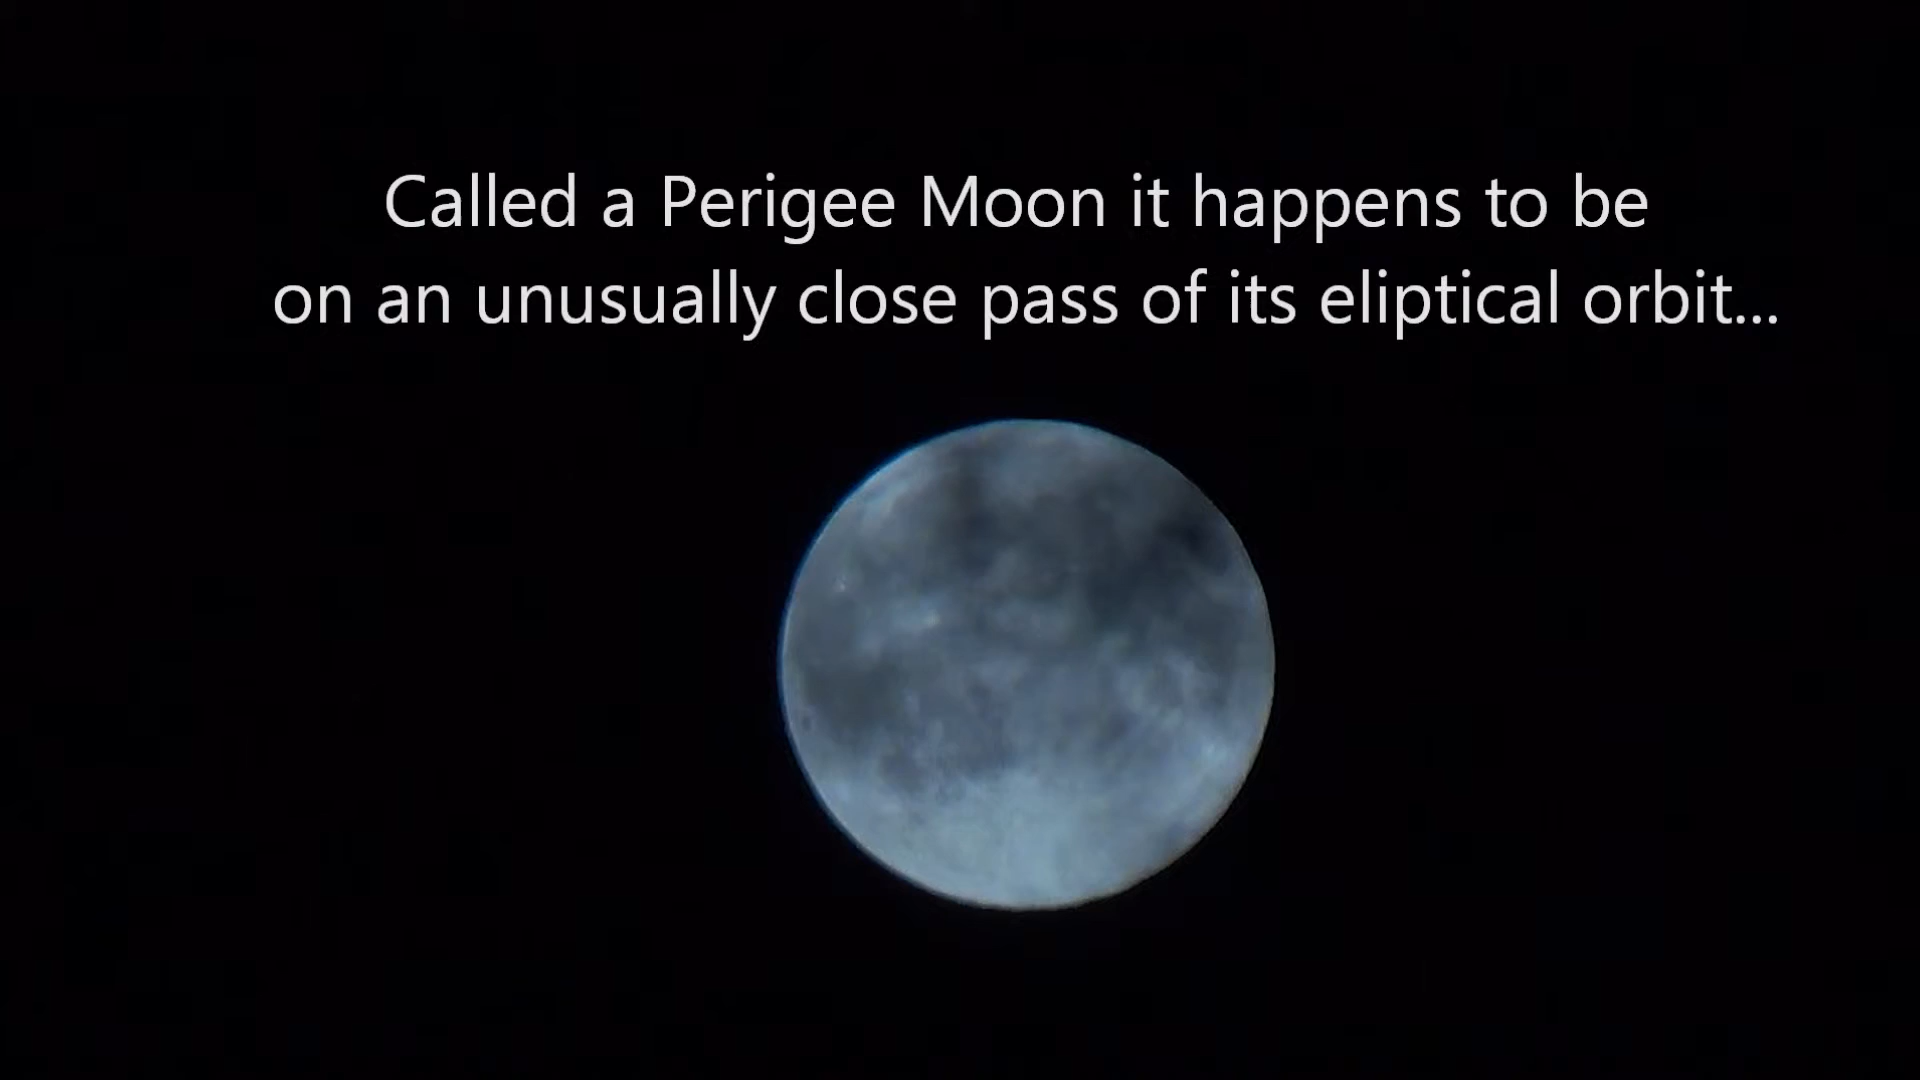 Called a Perigee Moon it happens to be
on an unusually close pass of its eliptical orbit...